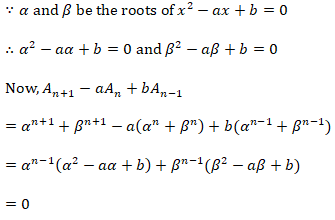 ∵ α and β be the roots of x² − ax + b = 0
∴ α² − aα + b = 0 and β² − aβ + b = 0
Now, Aₙ₊₁ − aAₙ + bAₙ₋₁
= αⁿ⁺¹ + βⁿ⁺¹ − a(αⁿ + βⁿ) + b(αⁿ⁻¹ + βⁿ⁻¹)
= αⁿ⁻¹(α² − aα + b) + βⁿ⁻¹(β² − aβ + b)
= 0